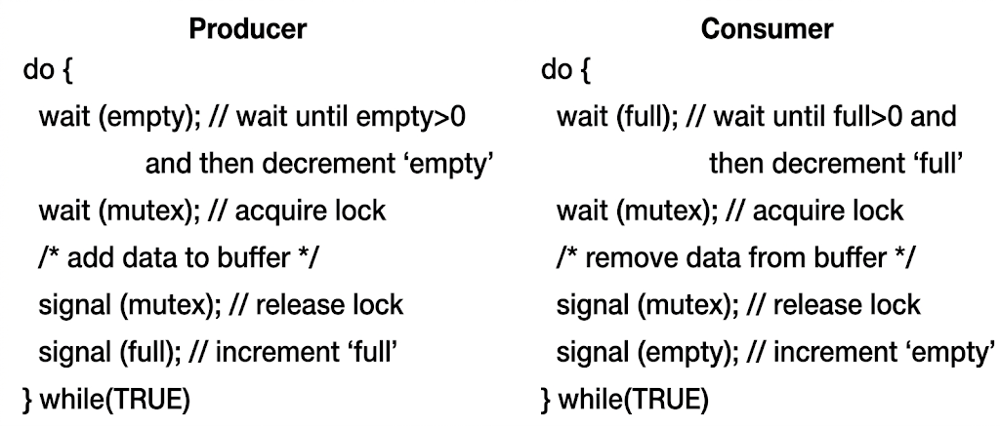 Producer
do {
wait (empty); // wait until empty>0
and then decrement ‘empty’
wait (mutex); // acquire lock
/* add data to buffer */
signal (mutex); // release lock
signal (full); // increment ‘full’
} while(TRUE)
Consumer
do {
wait (full); // wait until full>0 and
then decrement ‘full’
wait (mutex); // acquire lock
/* remove data from buffer */
signal (mutex); // release lock
signal (empty); // increment ‘empty’
} while(TRUE)